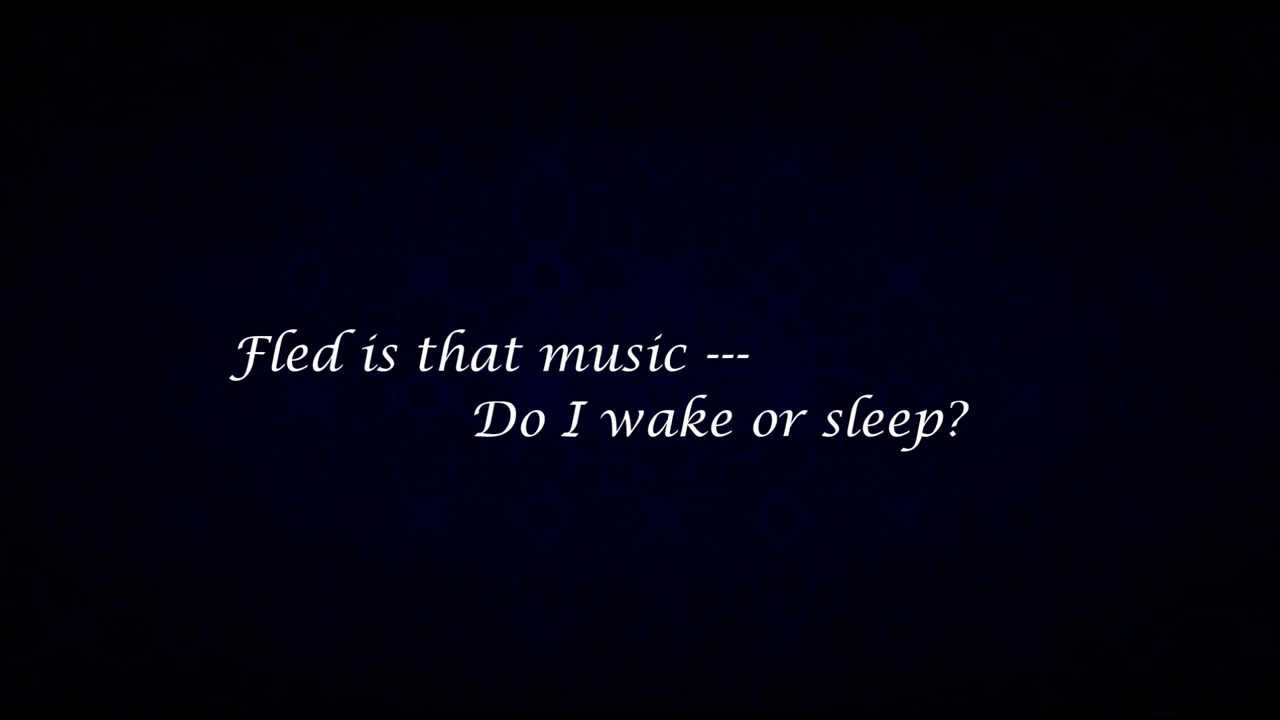 Fled is that music ---
Do I wake or sleep?